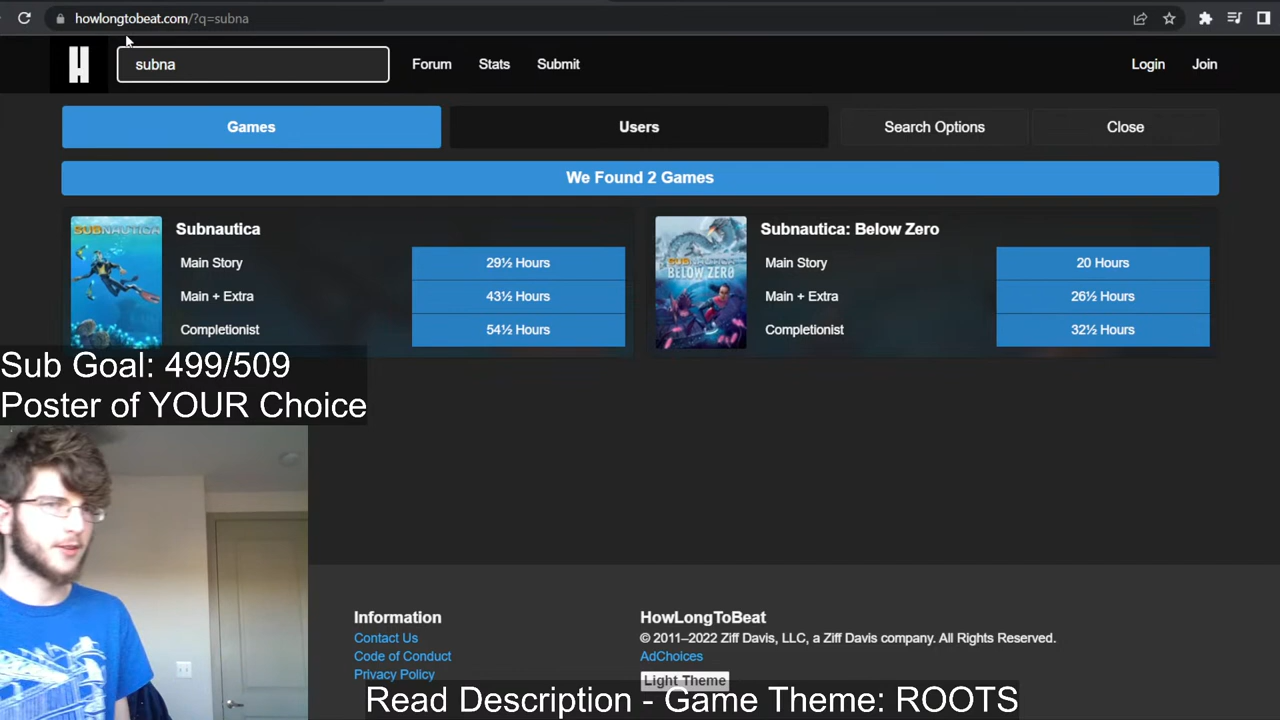 howlongtobeat.com/?q=subna
H
subna
Forum
Stats
Submit
Login
Join
Games
Users
Search Options
Close
We Found 2 Games
SUBNAUTICA
Subnautica
Main Story
29½ Hours
Main + Extra
43½ Hours
Completionist
54½ Hours
SUBNAUTICA
BELOW ZERO
Subnautica: Below Zero
Main Story
20 Hours
Main + Extra
26½ Hours
Completionist
32½ Hours
Sub Goal: 499/509
Poster of YOUR Choice
Information
Contact Us
Code of Conduct
Privacy Policy
HowLongToBeat
© 2011–2022 Ziff Davis, LLC, a Ziff Davis company. All Rights Reserved.
AdChoices
Light Theme
Read Description - Game Theme: ROOTS